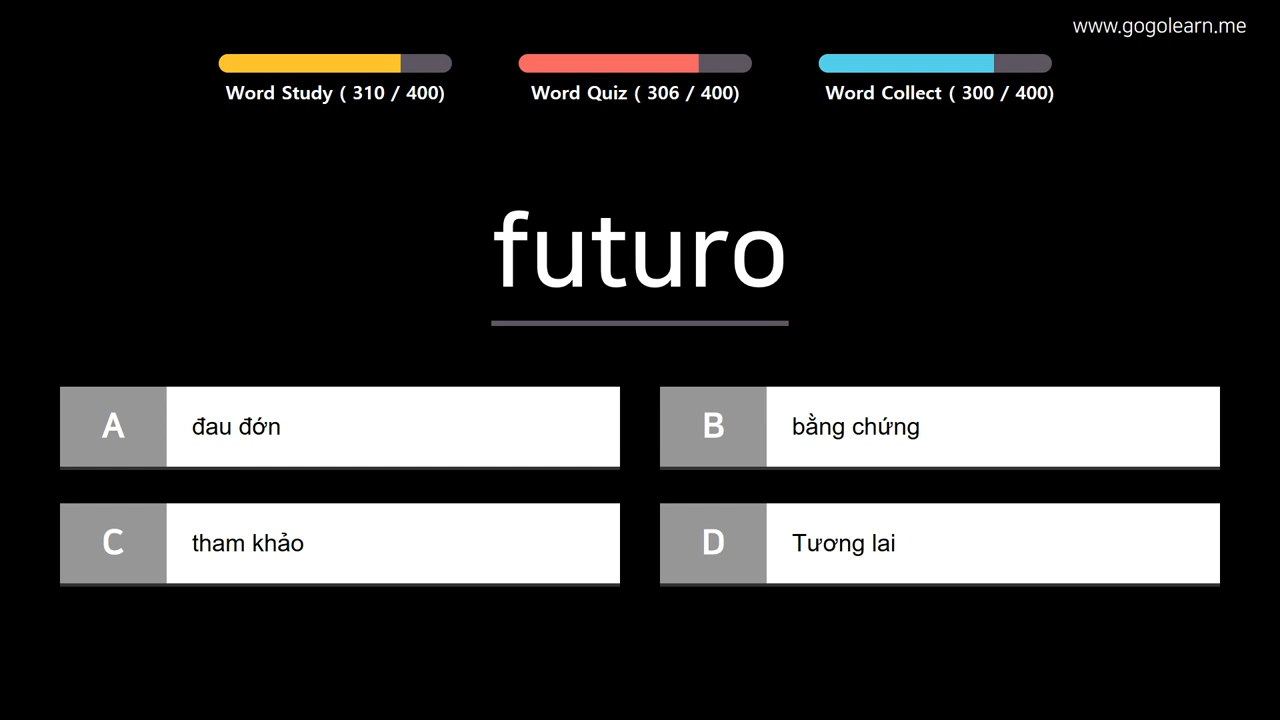 www.gogolearn.me
Word Study ( 310 / 400)
Word Quiz ( 306 / 400)
Word Collect ( 300 / 400)
futuro
A đau đớn
B bằng chứng
C tham khảo
D Tương lai